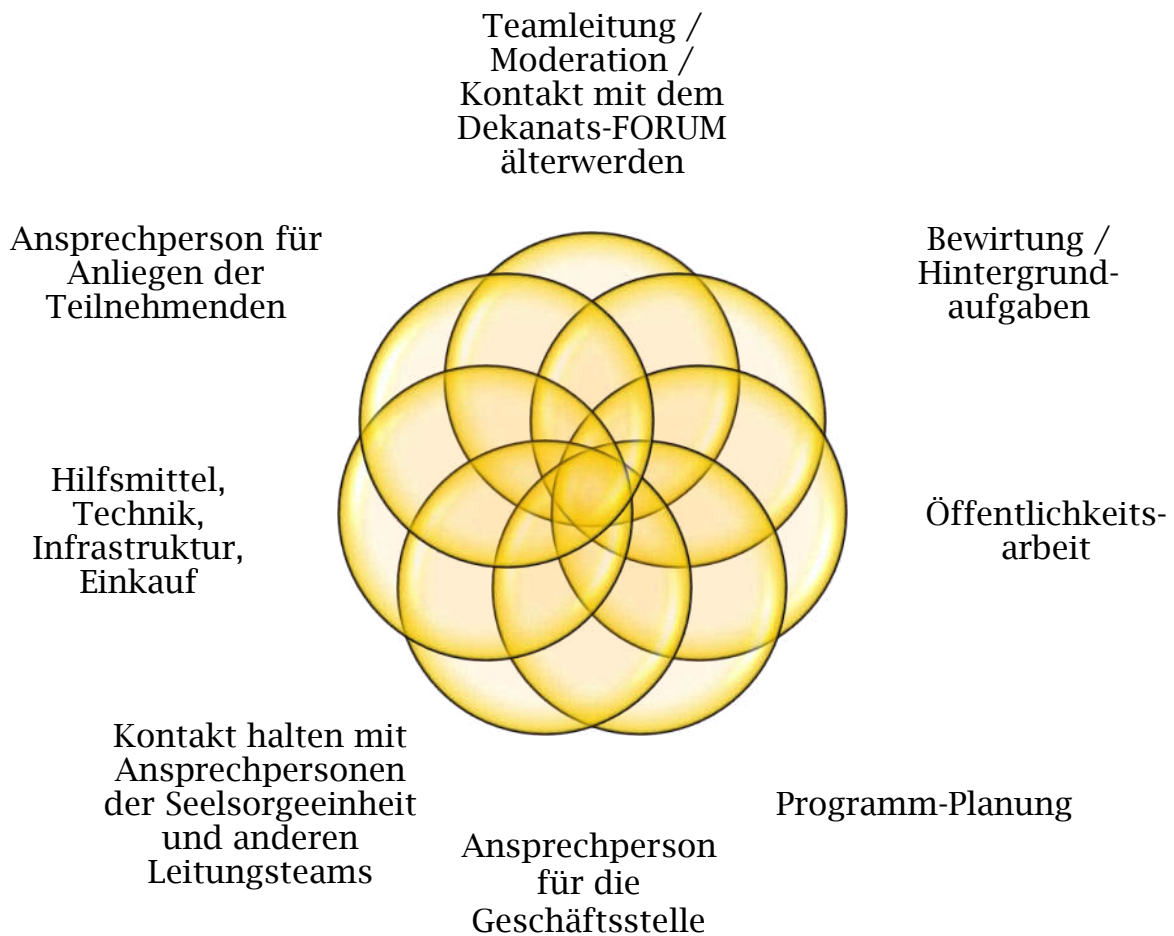 Teamleitung /
Moderation /
Kontakt mit dem
Dekanats-FORUM
älterwerden
Ansprechperson für
Anliegen der
Teilnehmenden
Bewirtung /
Hintergrund-
aufgaben
Hilfsmittel,
Technik,
Infrastruktur,
Einkauf
Öffentlichkeits-
arbeit
Kontakt halten mit
Ansprechpersonen
der Seelsorgeeinheit
und anderen
Leitungsteams
Ansprechperson
für die
Geschäftsstelle
Programm-Planung